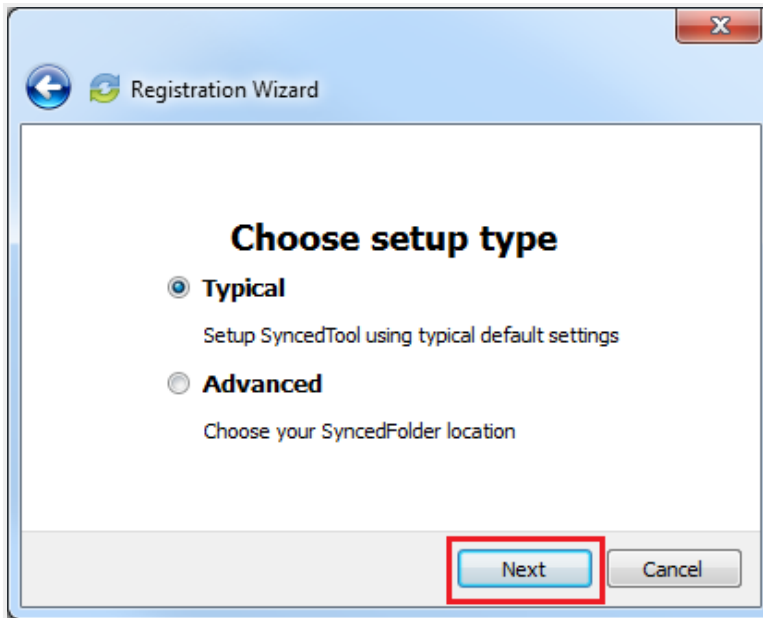 Registration Wizard
Choose setup type
Typical
Setup SyncedTool using typical default settings
Advanced
Choose your SyncedFolder location
Next
Cancel